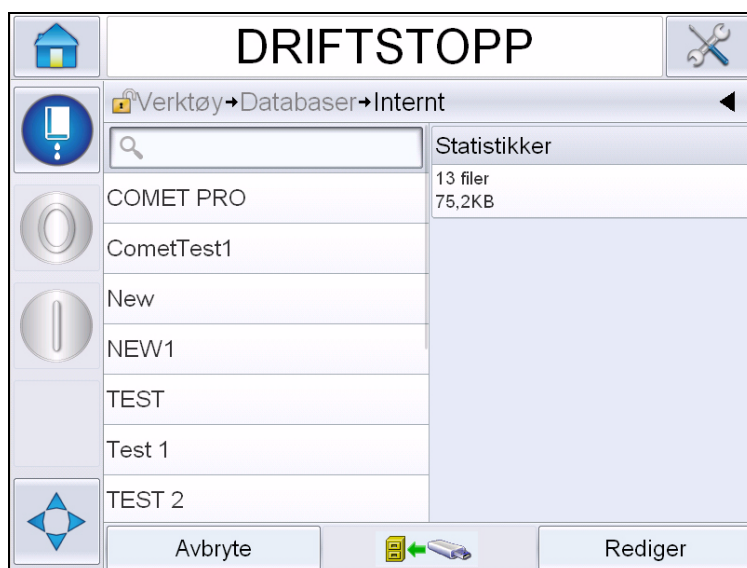 DRIFTSTOPP
Verktøy→Databaser→Internt
Statistikker
13 filer
75,2KB
COMET PRO
CometTest1
New
NEW1
TEST
Test 1
TEST 2
Avbryte
Rediger